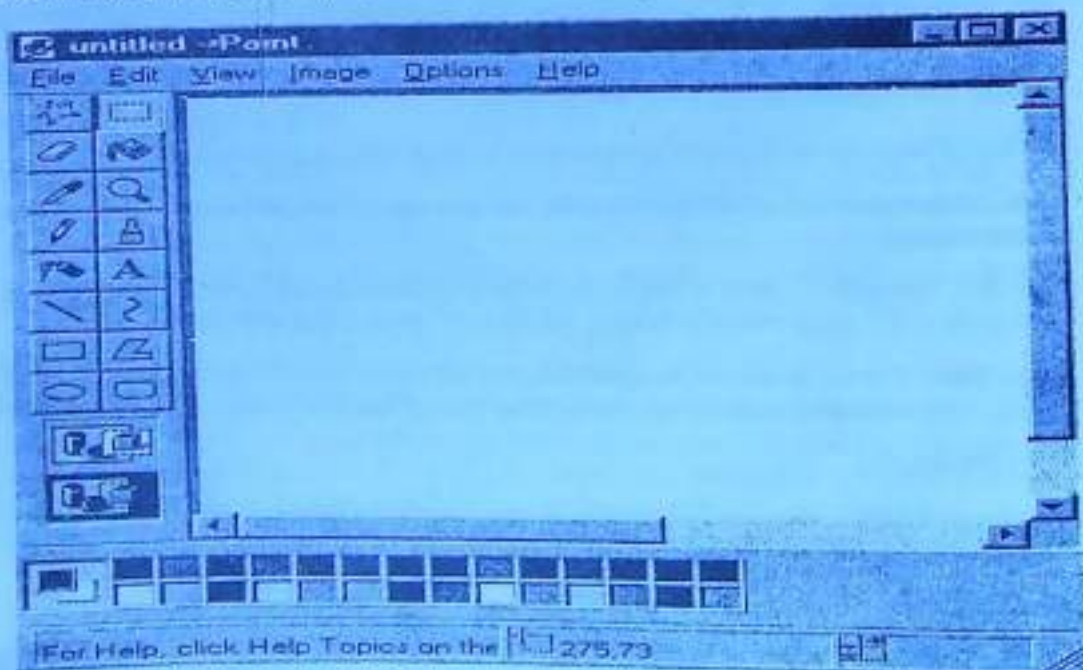 untitled - Paint
File Edit View Image Options Help
A
For Help, click Help Topics on the 275,73